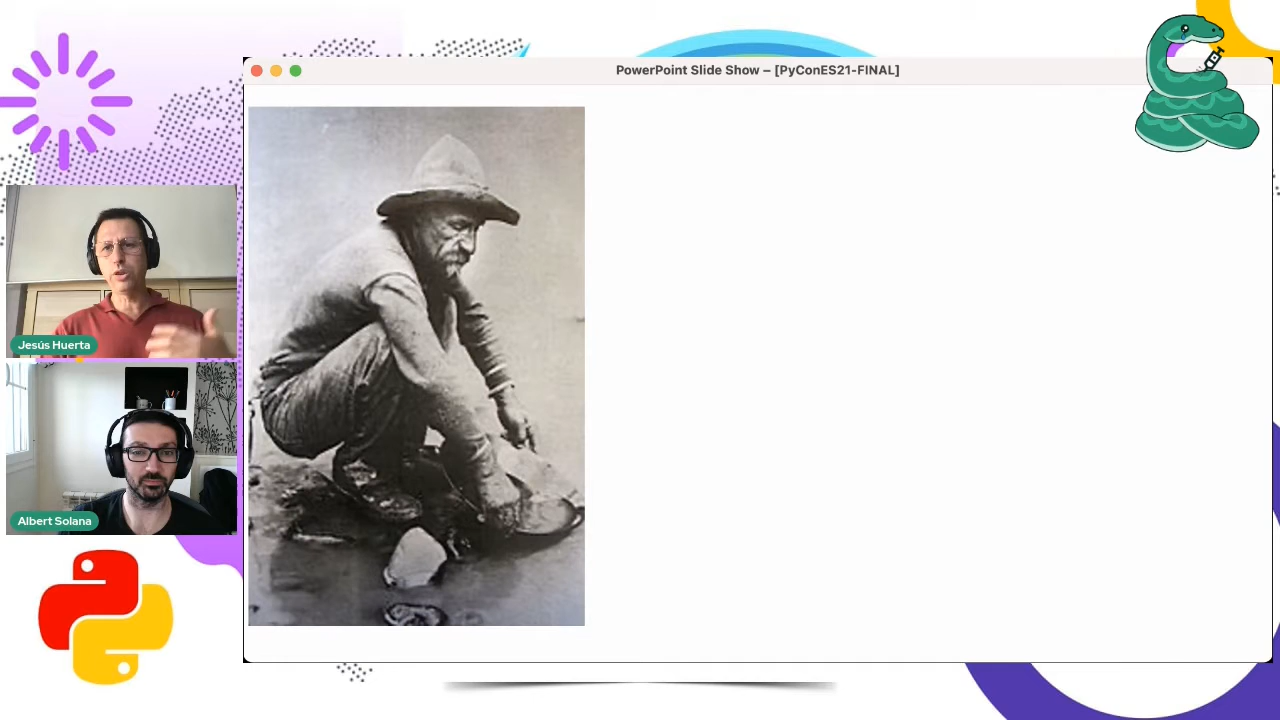 PowerPoint Slide Show – [PyConES21-FINAL]
Jesús Huerta
Albert Solana